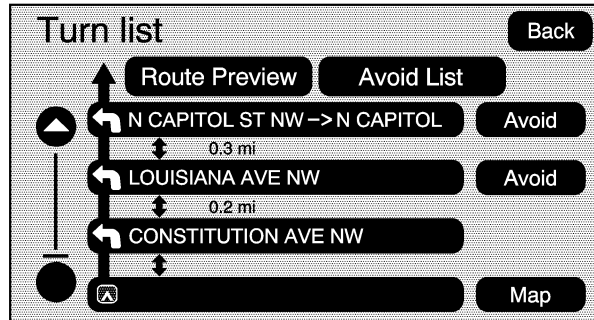 Turn list
Back
Route Preview
Avoid List
N CAPITOL ST NW –> N CAPITOL
Avoid
0.3 mi
LOUISIANA AVE NW
Avoid
0.2 mi
CONSTITUTION AVE NW
Map